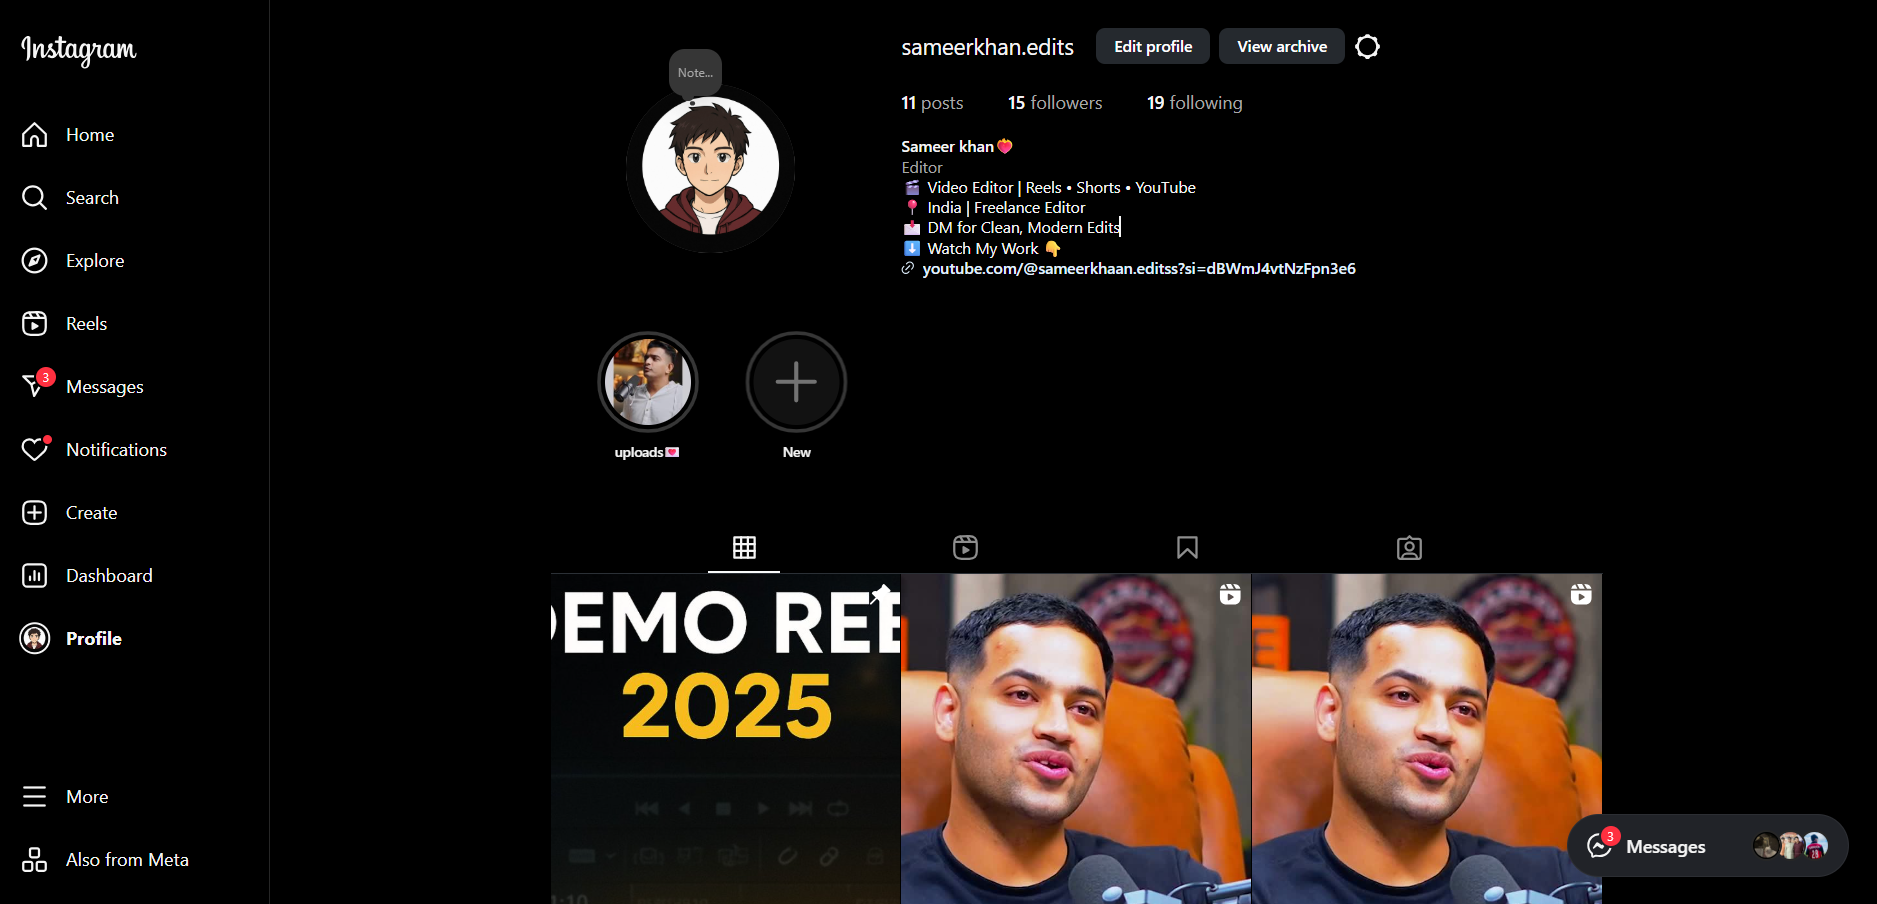 Instagram
Home
Search
Explore
Reels
3
Messages
Notifications
Create
Dashboard
Profile
More
Also from Meta
Note...
sameerkhan.edits
Edit profile
View archive
11 posts
15 followers
19 following
Sameer khan💝
Editor
🎬 Video Editor | Reels • Shorts • YouTube
📍 India | Freelance Editor
📩 DM for Clean, Modern Edits
⬇️ Watch My Work 👇
youtube.com/@sameerkhaan.editss?si=dBWmJ4vtNzFpn3e6
uploads💌
New
DEMO REE
2025
3
Messages